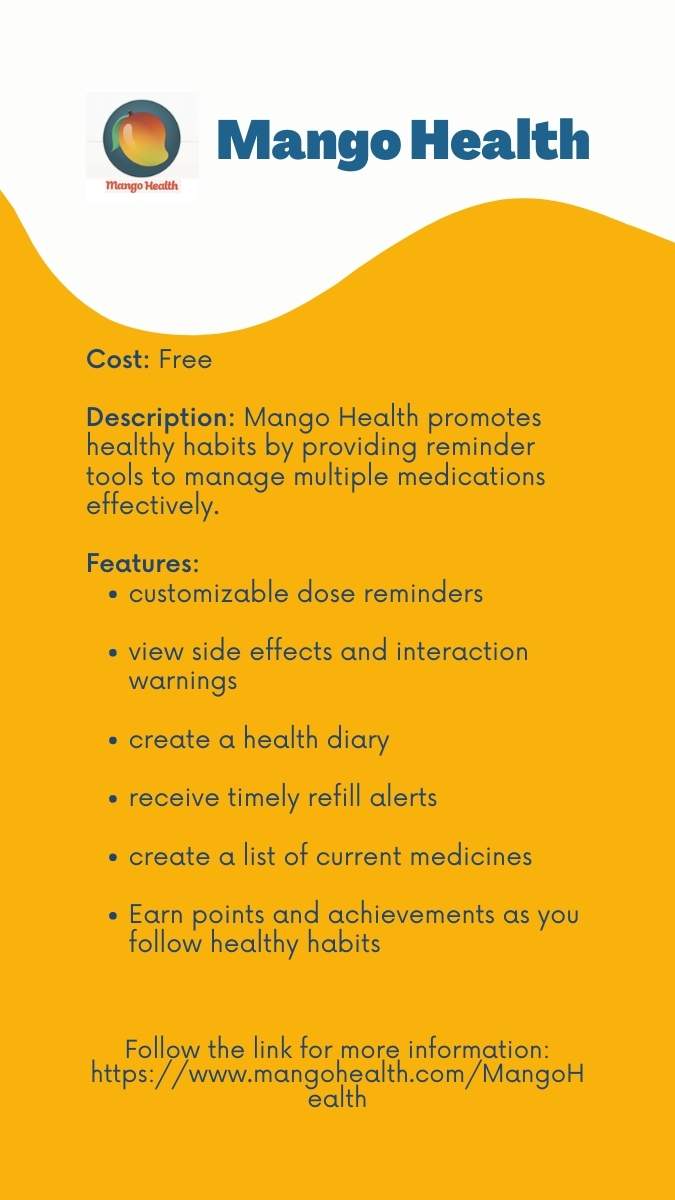 Mango Health
Mango Health
Cost: Free
Description: Mango Health promotes
healthy habits by providing reminder
tools to manage multiple medications
effectively.
Features:
• customizable dose reminders
• view side effects and interaction
warnings
• create a health diary
• receive timely refill alerts
• create a list of current medicines
• Earn points and achievements as you
follow healthy habits
Follow the link for more information:
https://www.mangohealth.com/MangoH
ealth